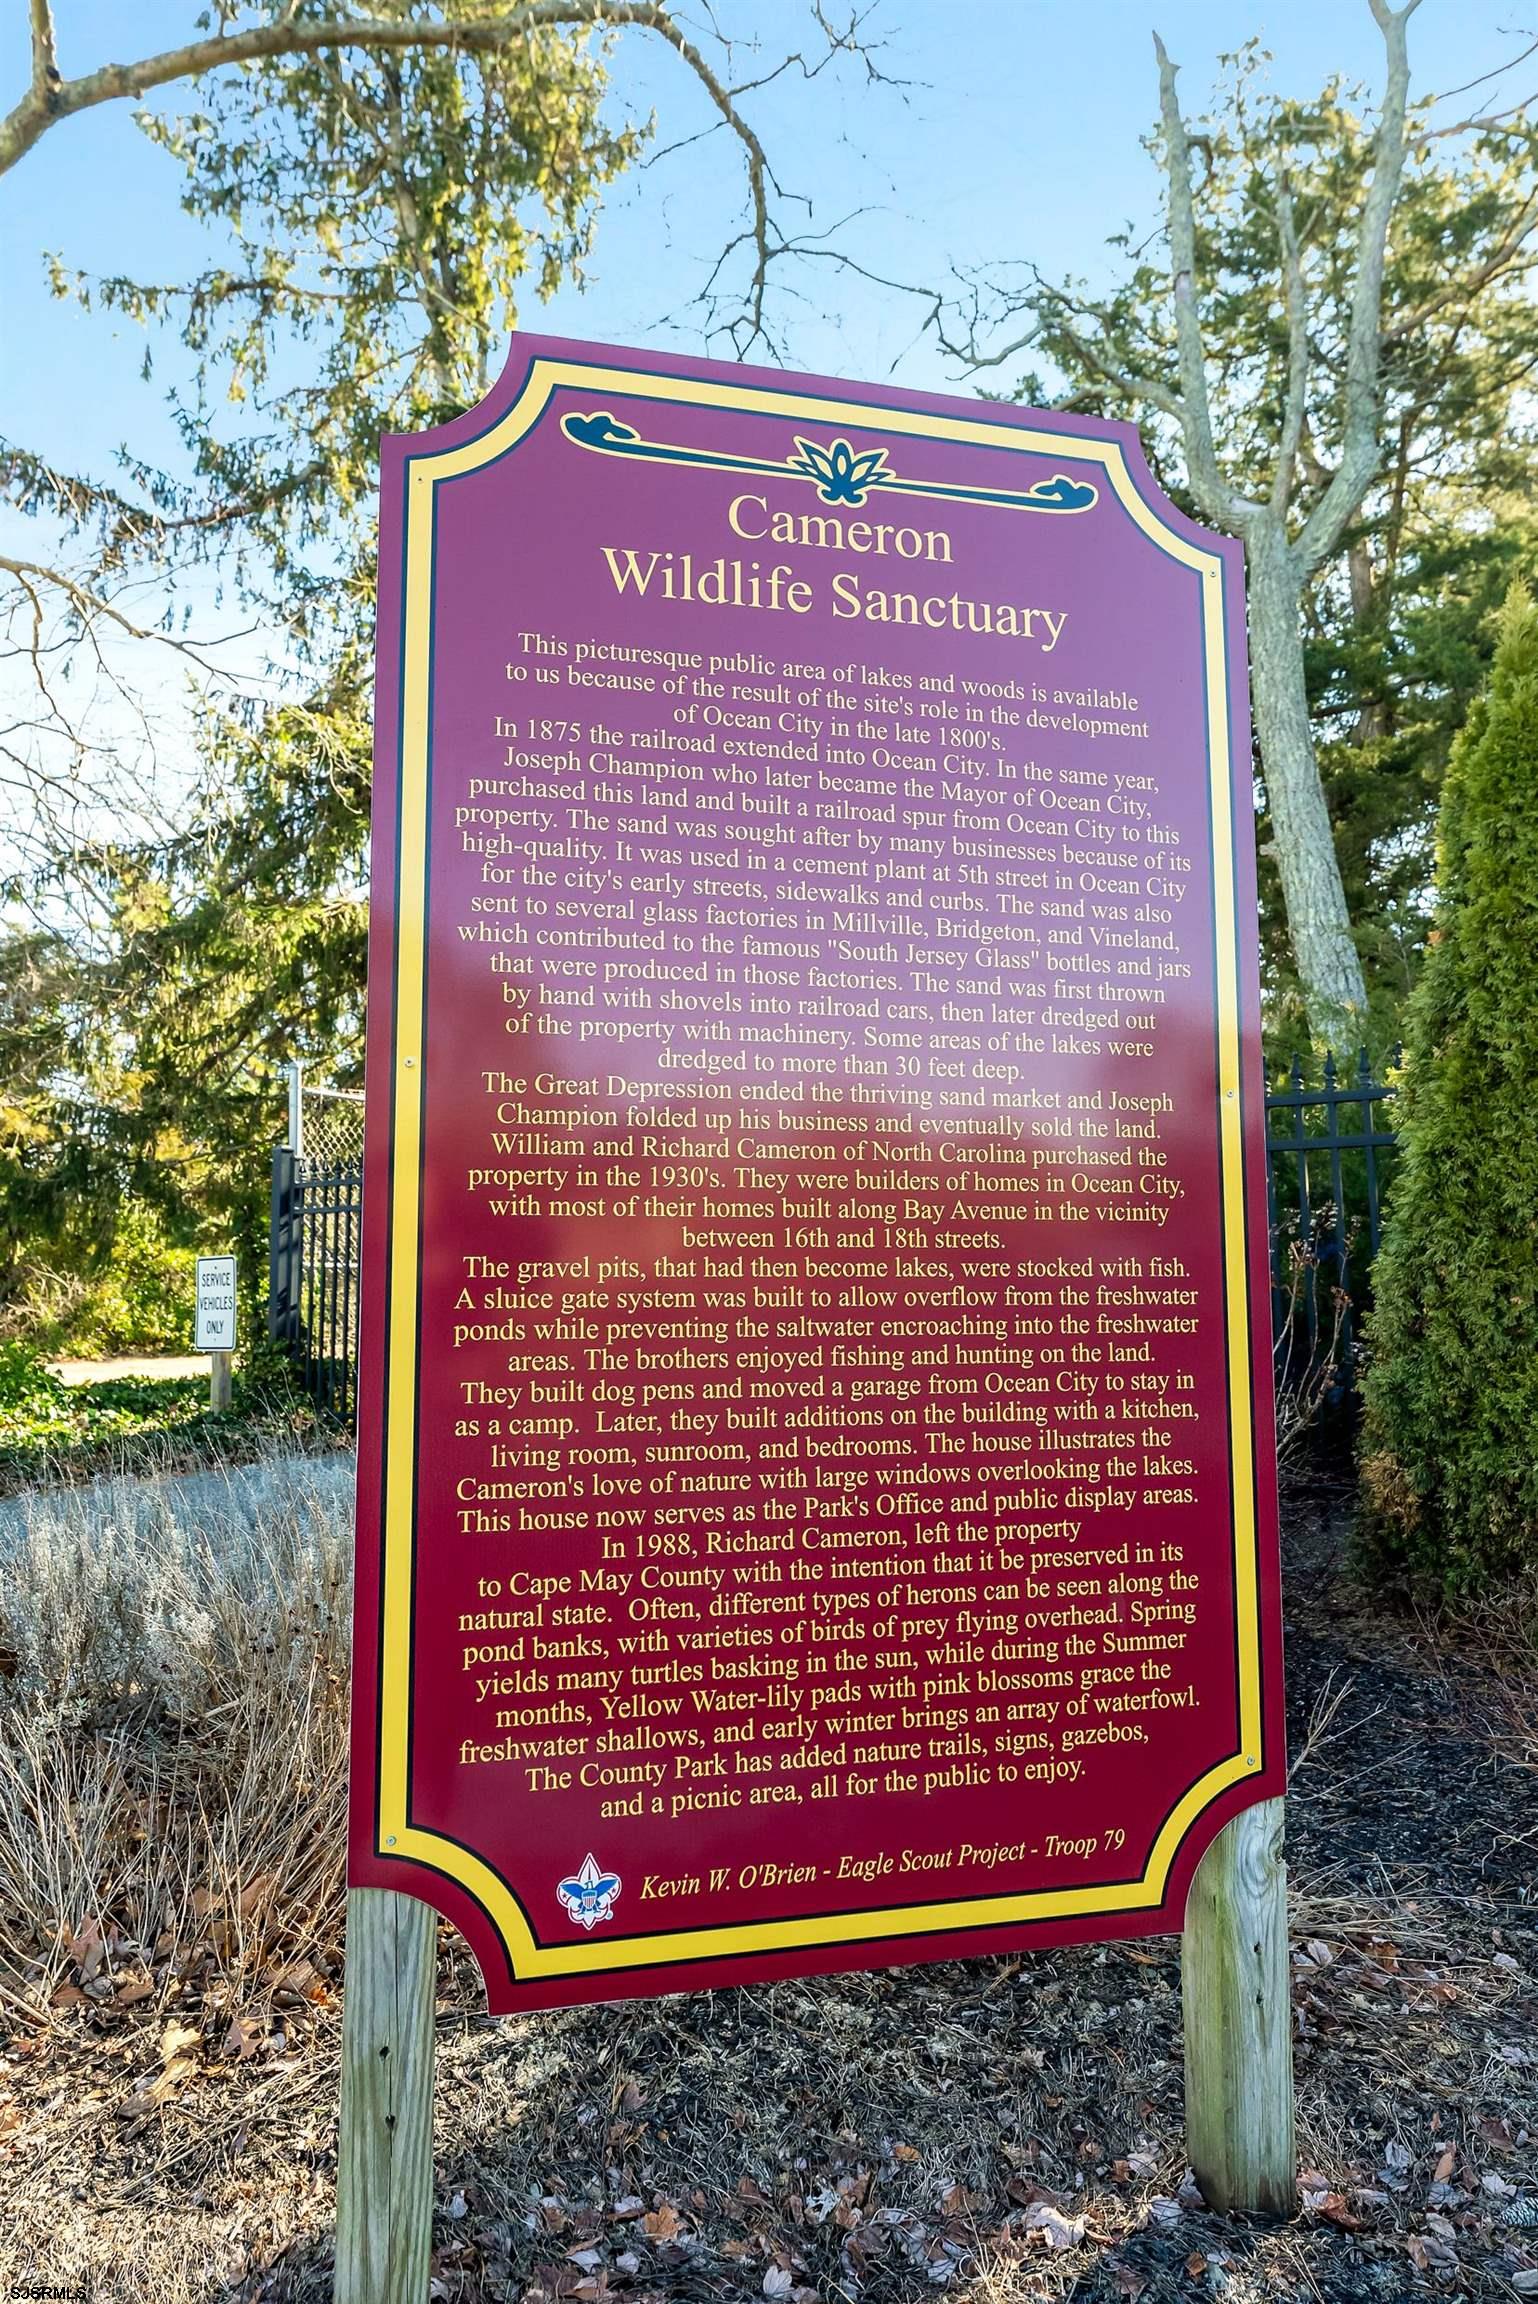 Cameron
Wildlife Sanctuary
This picturesque public area of lakes and woods is available
to us because of the result of the site's role in the development
of Ocean City in the late 1800's.
In 1875 the railroad extended into Ocean City. In the same year,
Joseph Champion who later became the Mayor of Ocean City,
purchased this land and built a railroad spur from Ocean City to this
property. The sand was sought after by many businesses because of its
high-quality. It was used in a cement plant at 5th street in Ocean City
for the city's early streets, sidewalks and curbs. The sand was also
sent to several glass factories in Millville, Bridgeton, and Vineland,
which contributed to the famous "South Jersey Glass" bottles and jars
that were produced in those factories. The sand was first thrown
by hand with shovels into railroad cars, then later dredged out
of the property with machinery. Some areas of the lakes were
dredged to more than 30 feet deep.
The Great Depression ended the thriving sand market and Joseph
Champion folded up his business and eventually sold the land.
William and Richard Cameron of North Carolina purchased the
property in the 1930's. They were builders of homes in Ocean City,
with most of their homes built along Bay Avenue in the vicinity
between 16th and 18th streets.
The gravel pits, that had then become lakes, were stocked with fish.
A sluice gate system was built to allow overflow from the freshwater
ponds while preventing the saltwater encroaching into the freshwater
areas. The brothers enjoyed fishing and hunting on the land.
They built dog pens and moved a garage from Ocean City to stay in
as a camp. Later, they built additions on the building with a kitchen,
living room, sunroom, and bedrooms. The house illustrates the
Cameron's love of nature with large windows overlooking the lakes.
This house now serves as the Park's Office and public display areas.
In 1988, Richard Cameron, left the property
to Cape May County with the intention that it be preserved in its
natural state. Often, different types of herons can be seen along the
pond banks, with varieties of birds of prey flying overhead. Spring
yields many turtles basking in the sun, while during the Summer
months, Yellow Water-lily pads with pink blossoms grace the
freshwater shallows, and early winter brings an array of waterfowl.
The County Park has added nature trails, signs, gazebos,
and a picnic area, all for the public to enjoy.
Kevin W. O'Brien - Eagle Scout Project - Troop 79
SERVICE
VEHICLES
ONLY
SJSRMLS